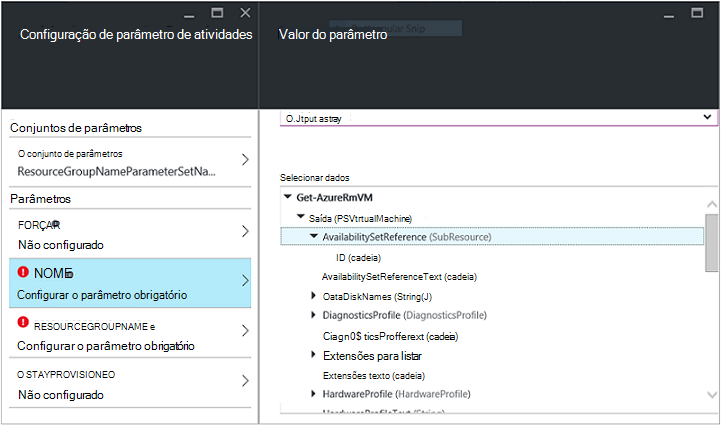 Configuração de parâmetro de atividades
Conjuntos de parâmetros
O conjunto de parâmetros
ResourceGroupNameParameterSetNa...
Parâmetros
FORÇAR
Não configurado
NOME
Configurar o parâmetro obrigatório
RESOURCEGROUPNAME e
Configurar o parâmetro obrigatório
O STAYPROVISIONEO
Não configurado
Snip
Valor do parâmetro
O.Jtput astray
Selecionar dados
Get-AzureRmVM
Saída (PSVtrtualMachine)
AvailabilitySetReference (SubResource)
ID (cadeia)
AvailabilitySetReferenceText (cadeia)
OataDiskNames (String(J)
DiagnosticsProfile (DiagnosticsProfile)
Ciagn0$ ticsProfferext (cadeia)
Extensões para listar
Extensões texto (cadeia)
HardwareProfile (HardwareProfile)
HardwareProfileText (String)